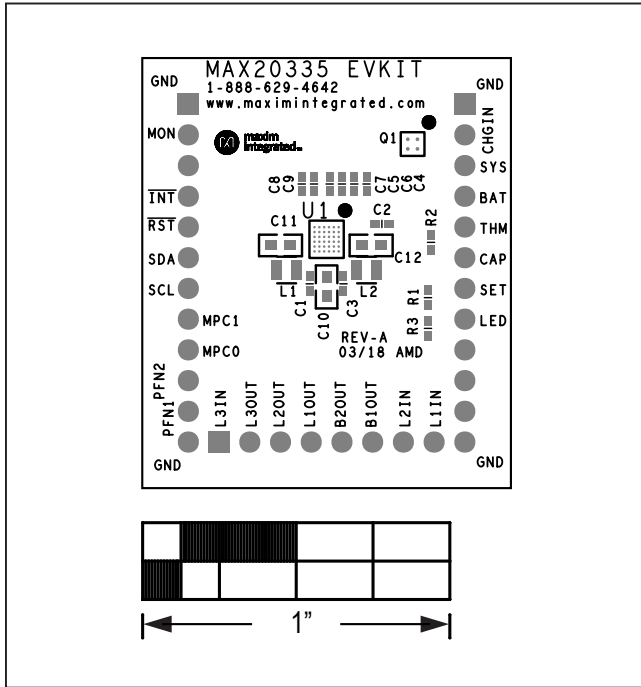 MAX20335 EVKIT
1-888-629-4642
www.maximintegrated.com
maxim
integrated™
GND
MON
INT
RST
SDA
SCL
MPC1
MPC0
PFN2
PFN1
GND
GND
CHGIN
SYS
BAT
THM
CAP
SET
LED
GND
Q1
C8
C9
C7
C5
C6
C4
U1
C2
R2
C11
C12
L1
L2
C1
C10
C3
R1
R3
REV-A
03/18 AMD
L3IN
L3OUT
L2OUT
L1OUT
B2OUT
B1OUT
L2IN
L1IN
1”